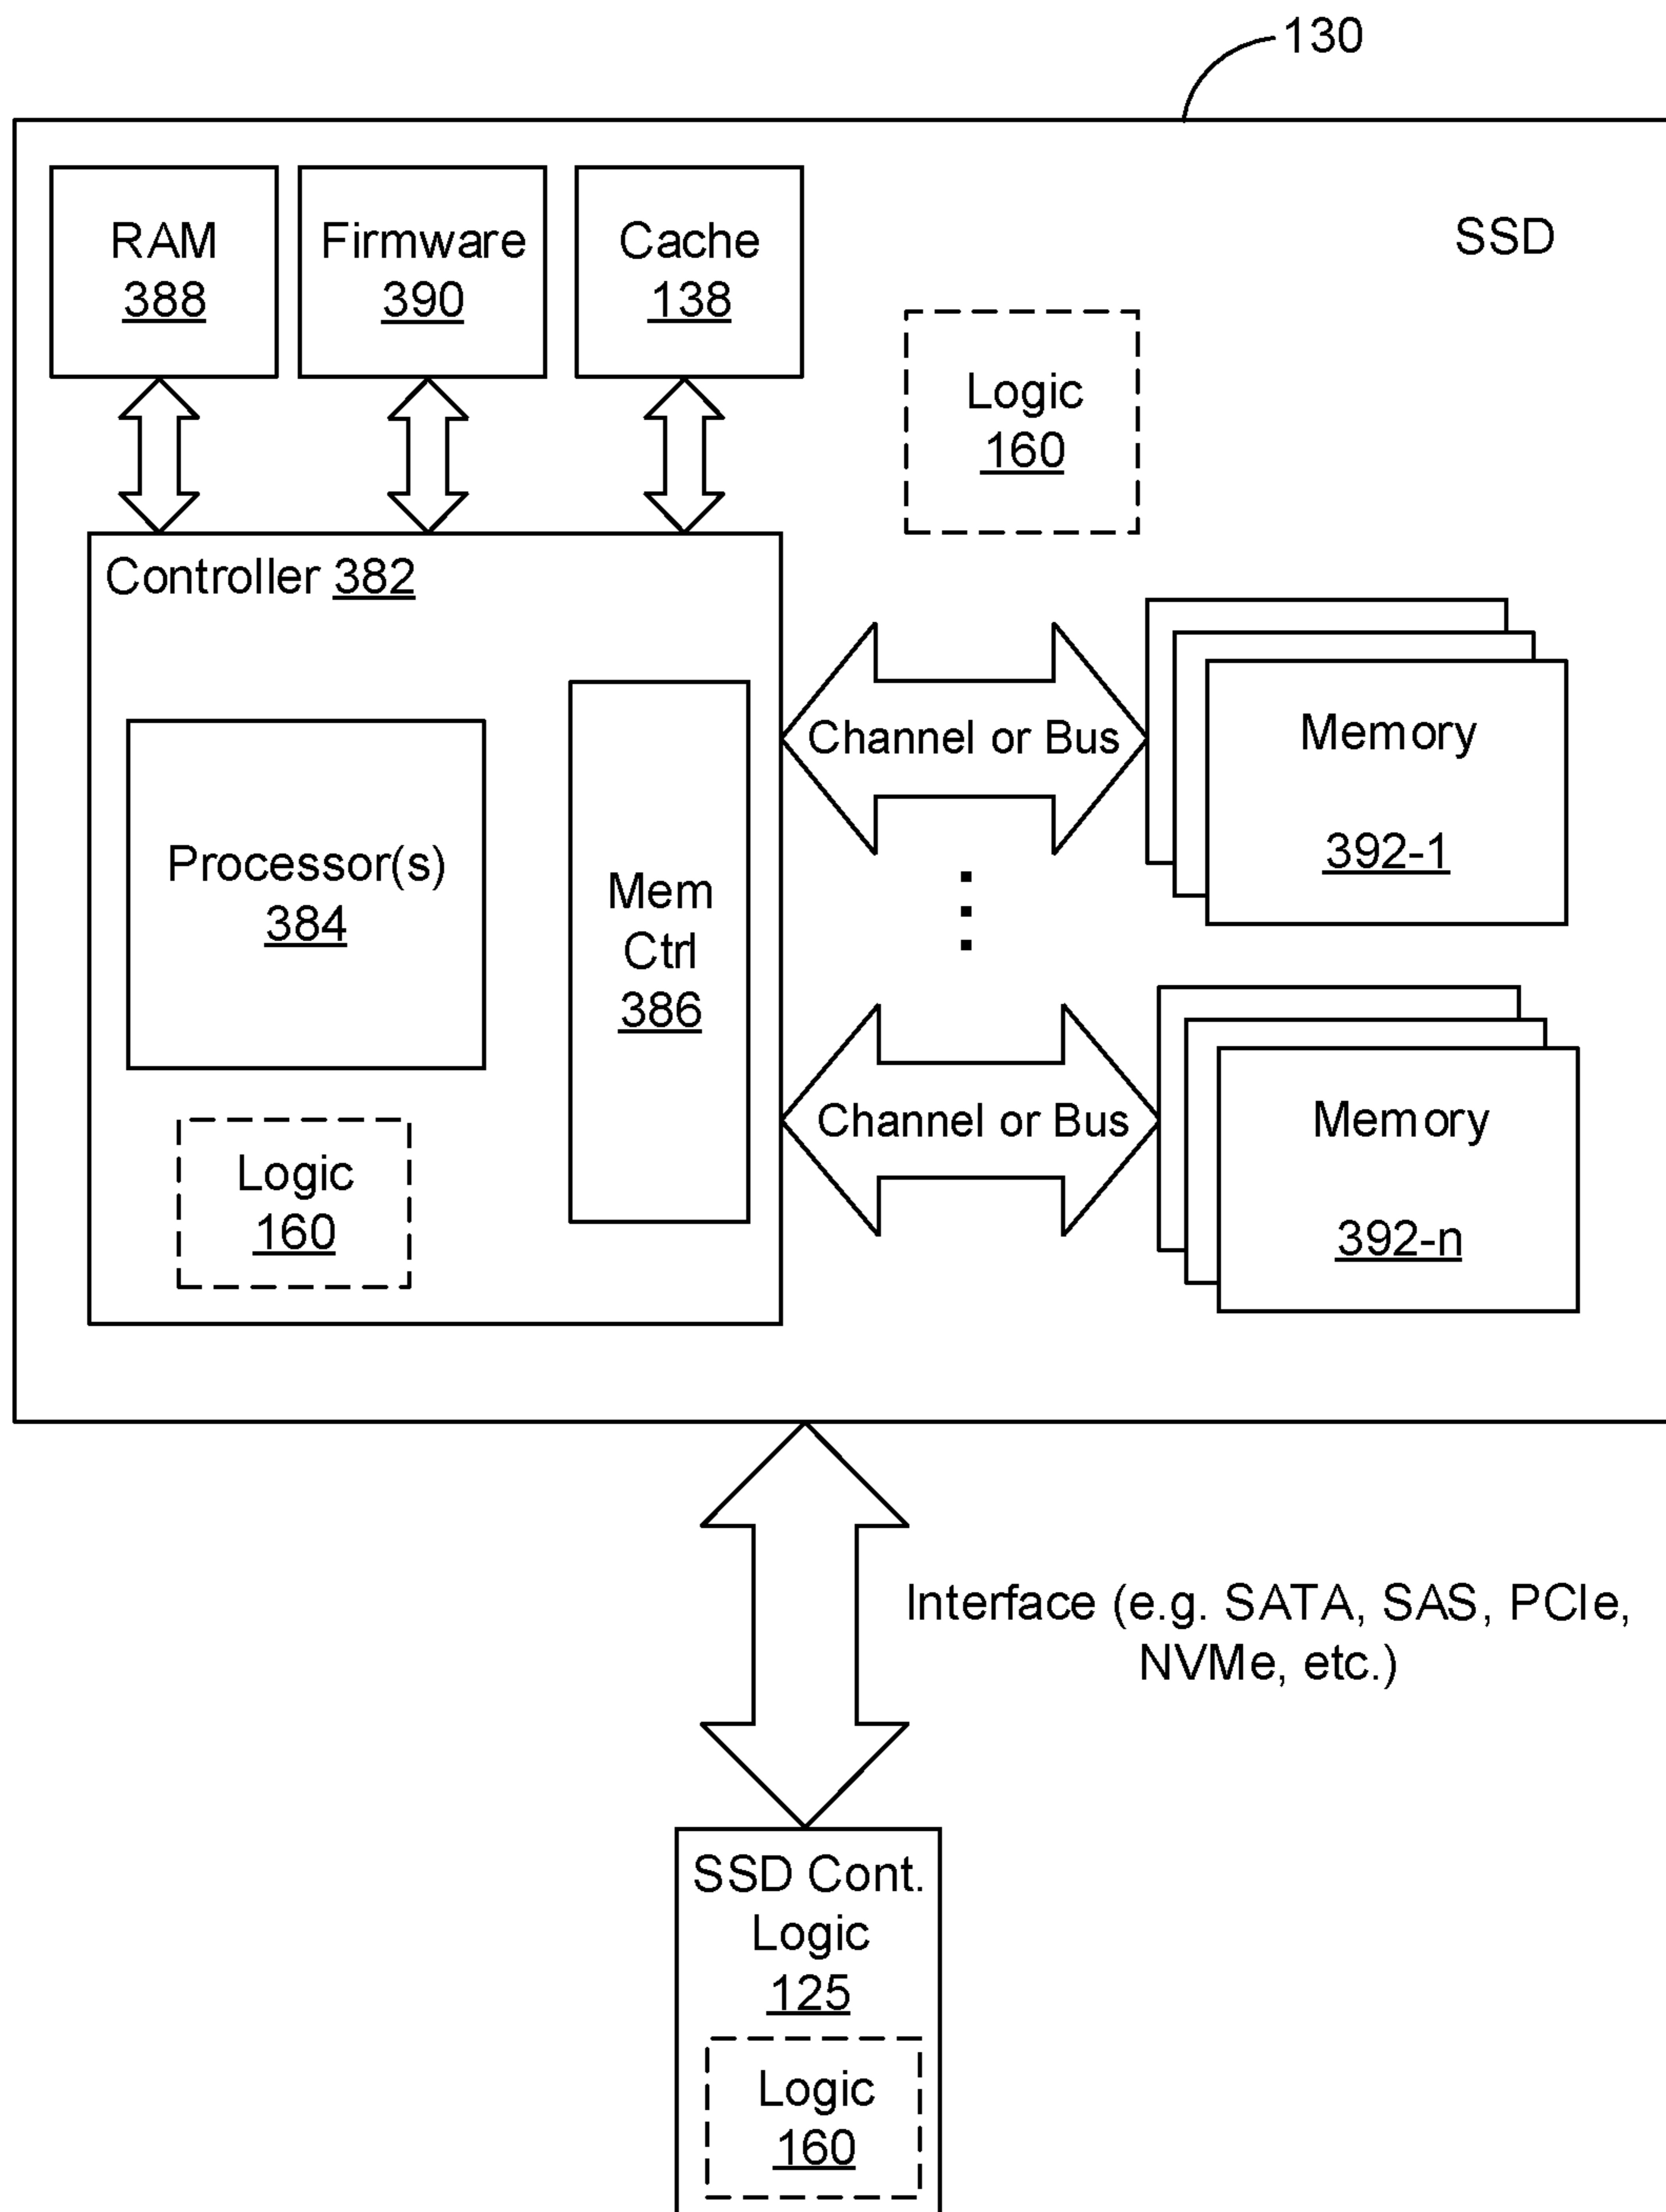 130
RAM
388
Firmware
390
Cache
138
SSD
Logic
160
Controller 382
Processor(s)
384
Mem
Ctrl
386
Logic
160
Channel or Bus
Memory
392-1
Channel or Bus
Memory
392-n
Interface (e.g. SATA, SAS, PCIe,
NVMe, etc.)
SSD Cont.
Logic
125
Logic
160